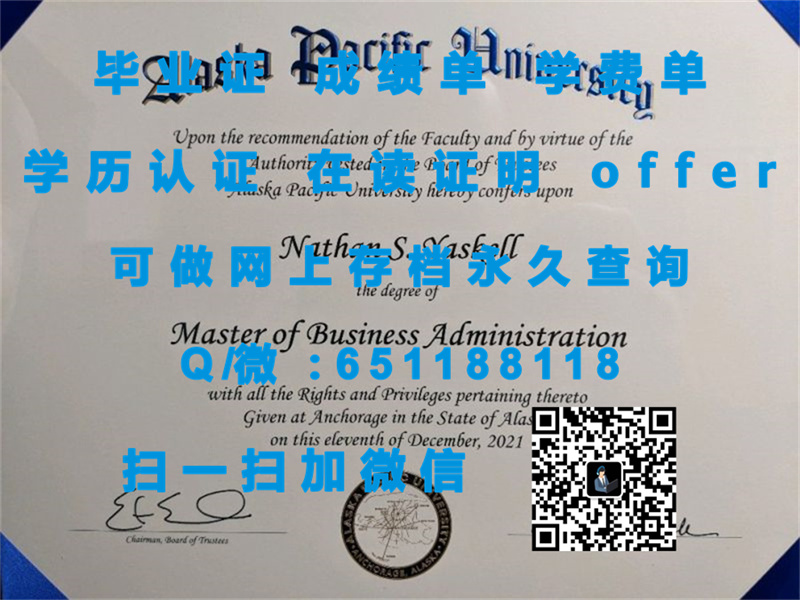 Alaska Pacific University
毕业证 成绩单 学费单
Upon the recommendation of the Faculty and by virtue of the
Authority vested in the Board of Trustees
学历认证 在读证明 offer
Alaska Pacific University hereby confers upon
Nathan S. Yaskell
可做网上存档永久查询
the degree of
Master of Business Administration
Q/微:651188118
with all the Rights and Privileges pertaining thereto
Given at Anchorage in the State of Alas
on this eleventh of December, 2021
扫一扫加微信
Chairman, Board of Trustees
ALASKA PACIFIC UNIVERSITY
ANCHORAGE, ALASKA